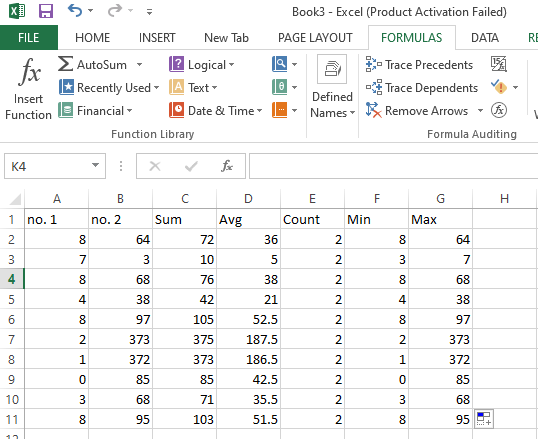 Book3 - Excel (Product Activation Failed)
FILE HOME INSERT New Tab PAGE LAYOUT FORMULAS DATA
fx Insert Function
Σ AutoSum
Recently Used
Financial
Logical
Text
Date & Time
Defined Names
Trace Precedents
Trace Dependents
Remove Arrows
Function Library Formula Auditing
K4 fx
A B C D E F G H
1 no. 1 no. 2 Sum Avg Count Min Max
2 8 64 72 36 2 8 64
3 7 3 10 5 2 3 7
4 8 68 76 38 2 8 68
5 4 38 42 21 2 4 38
6 8 97 105 52.5 2 8 97
7 2 373 375 187.5 2 2 373
8 1 372 373 186.5 2 1 372
9 0 85 85 42.5 2 0 85
10 3 68 71 35.5 2 3 68
11 8 95 103 51.5 2 8 95